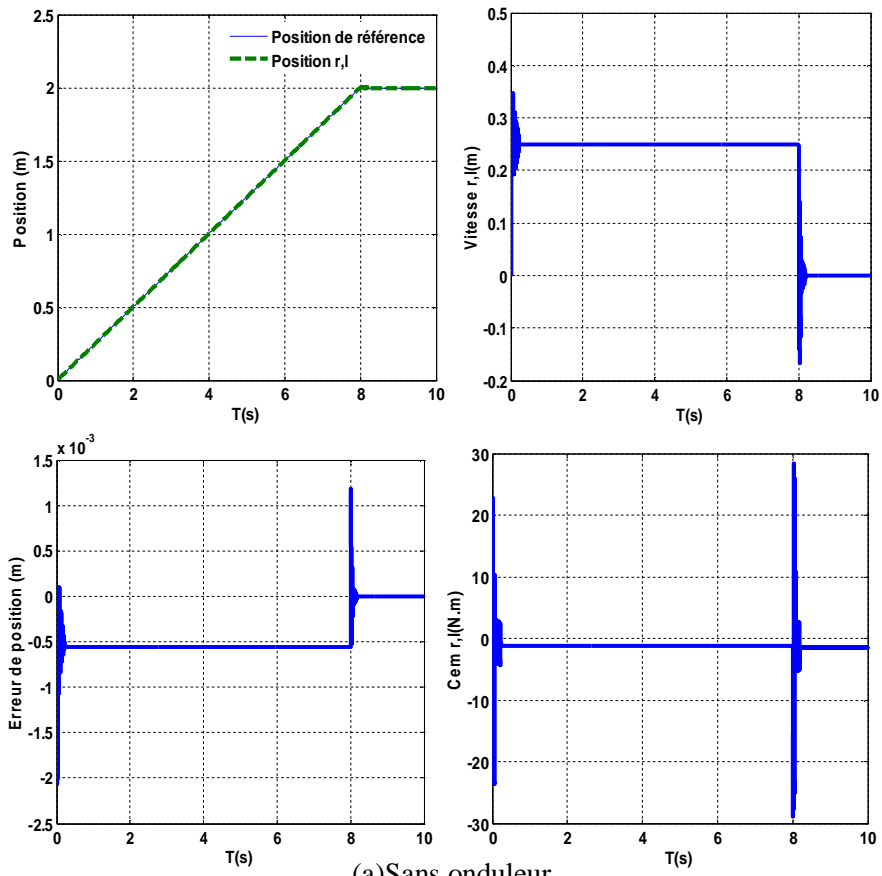 2.5
2
1.5
1
0.5
0
Position (m)
Position de référence
Position r,l
0 2 4 6 8 10
T(s)
0.5
0.4
0.3
0.2
0.1
0
-0.1
-0.2
Vitesse r,l(m)
0 2 4 6 8 10
T(s)
x 10^-3
1.5
1
0.5
0
-0.5
-1
-1.5
-2
-2.5
Erreur de position (m)
0 2 4 6 8 10
T(s)
30
20
10
0
-10
-20
-30
Cem r,l(N.m)
0 2 4 6 8 10
T(s)
(a)Sans onduleur